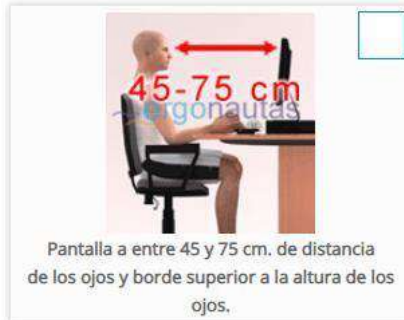 45-75 cm
ergonautas
Pantalla a entre 45 y 75 cm. de distancia
de los ojos y borde superior a la altura de los
ojos.